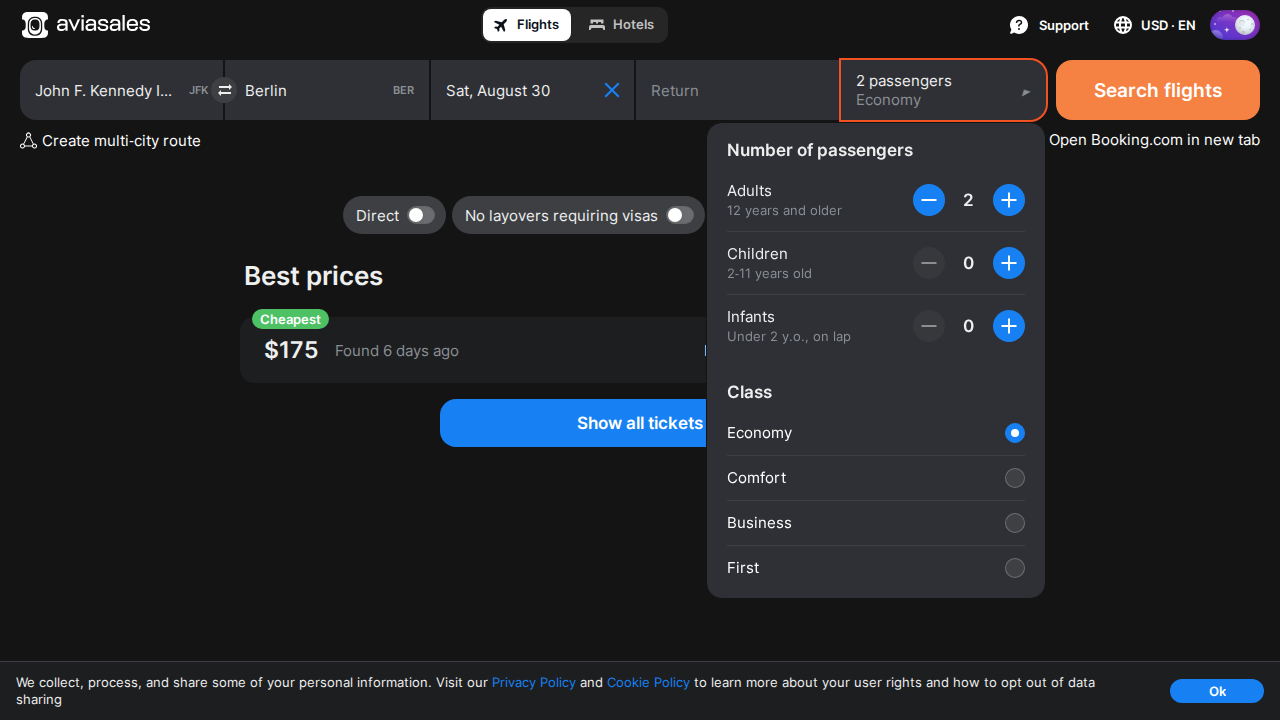 aviasales
Flights
Hotels
Support
USD · EN
John F. Kennedy I... JFK
Berlin BER
Sat, August 30
Return
2 passengers
Economy
Search flights
Create multi-city route
Open Booking.com in new tab
Number of passengers
Adults
12 years and older
2
Children
2-11 years old
0
Infants
Under 2 y.o., on lap
0
Class
Economy
Comfort
Business
First
Direct
No layovers requiring visas
Best prices
Cheapest
$175 Found 6 days ago
Show all tickets
We collect, process, and share some of your personal information. Visit our Privacy Policy and Cookie Policy to learn more about your user rights and how to opt out of data
sharing
Ok